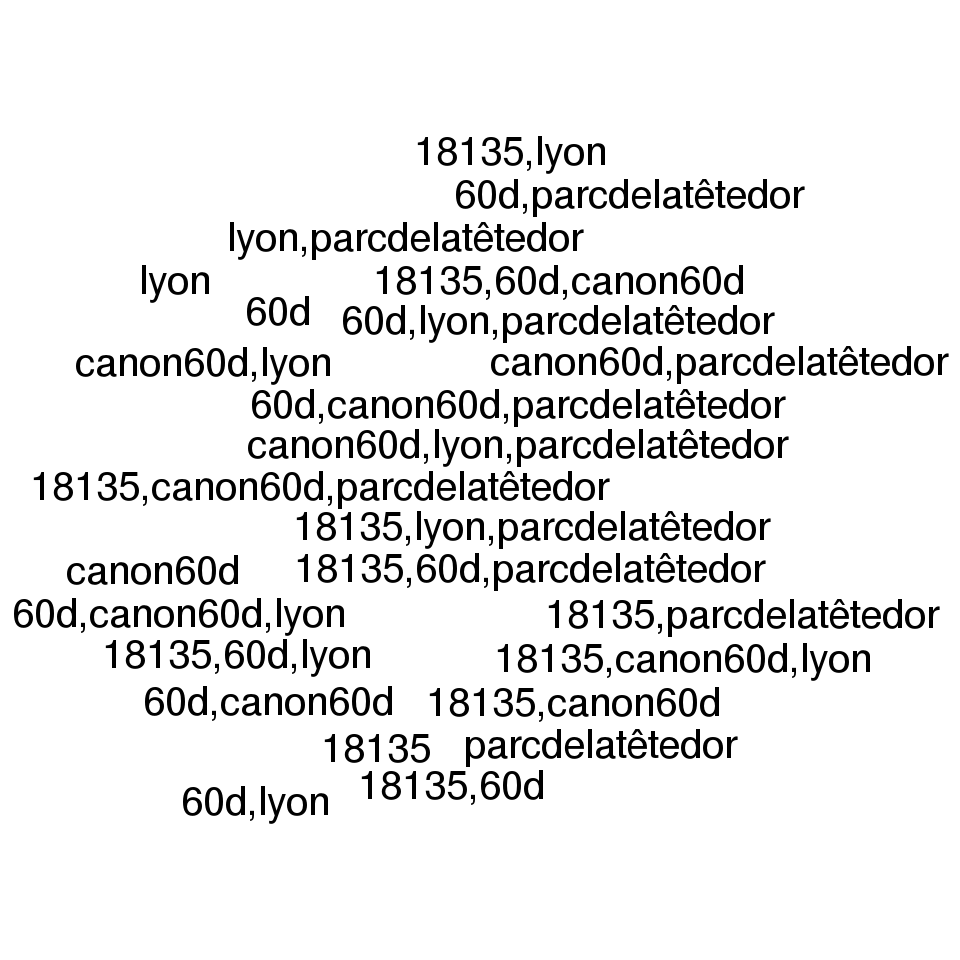 18135,lyon
60d,parcdelatêtedor
lyon,parcdelatêtedor
lyon 18135,60d,canon60d
60d 60d,lyon,parcdelatêtedor
canon60d,lyon canon60d,parcdelatêtedor
60d,canon60d,parcdelatêtedor
canon60d,lyon,parcdelatêtedor
18135,canon60d,parcdelatêtedor
18135,lyon,parcdelatêtedor
canon60d 18135,60d,parcdelatêtedor
60d,canon60d,lyon 18135,parcdelatêtedor
18135,60d,lyon 18135,canon60d,lyon
60d,canon60d 18135,canon60d
18135 parcdelatêtedor
60d,lyon 18135,60d